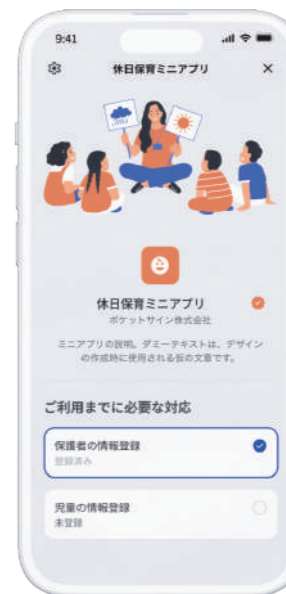 9:41
休日保育ミニアプリ
休日保育ミニアプリ
ポケットサイン株式会社
ミニアプリの説明。ダミーテキストは、デザイン
の作成時に使用される仮の文章です。
ご利用までに必要な対応
保護者の情報登録
登録済み
児童の情報登録
未登録